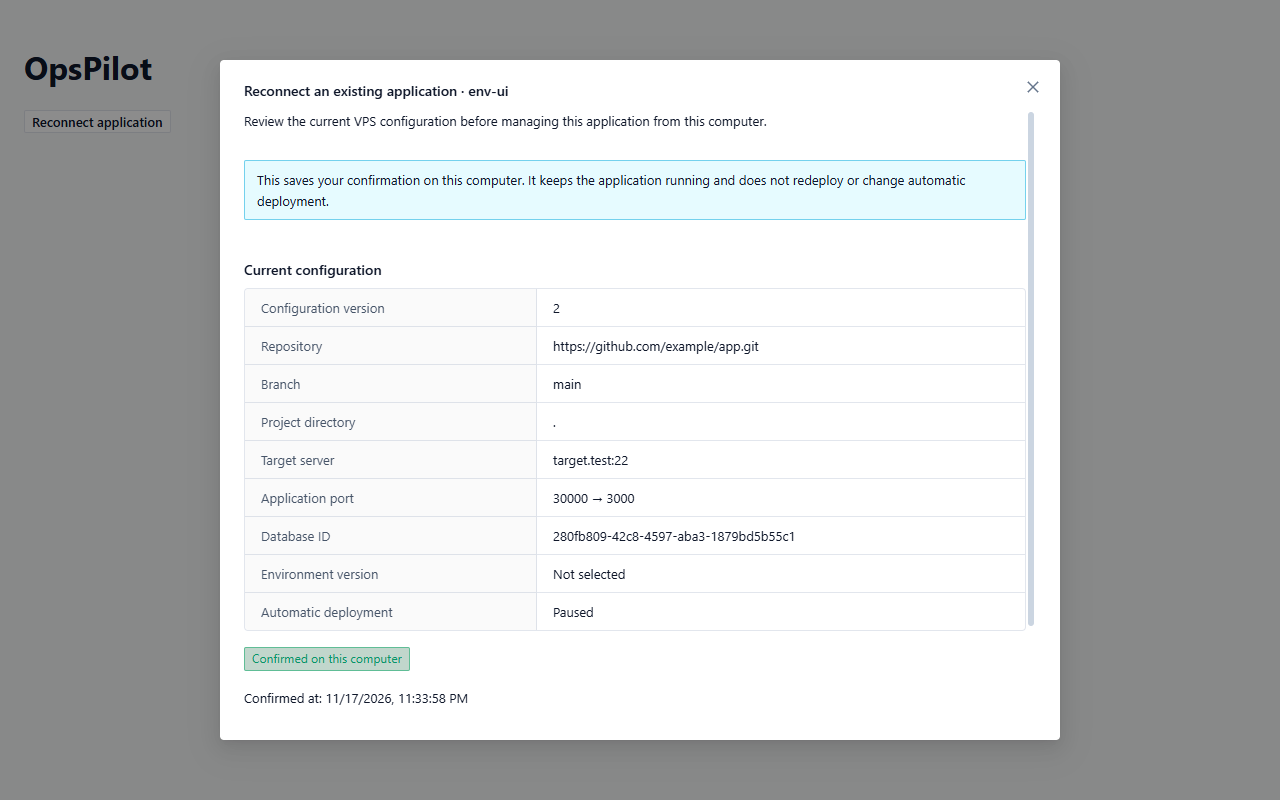 OpsPilot
Reconnect application
Reconnect an existing application · env-ui
Review the current VPS configuration before managing this application from this computer.
This saves your confirmation on this computer. It keeps the application running and does not redeploy or change automatic
deployment.
Current configuration
Configuration version 2
Repository https://github.com/example/app.git
Branch main
Project directory .
Target server target.test:22
Application port 30000 → 3000
Database ID 280fb809-42c8-4597-aba3-1879bd5b55c1
Environment version Not selected
Automatic deployment Paused
Confirmed on this computer
Confirmed at: 11/17/2026, 11:33:58 PM